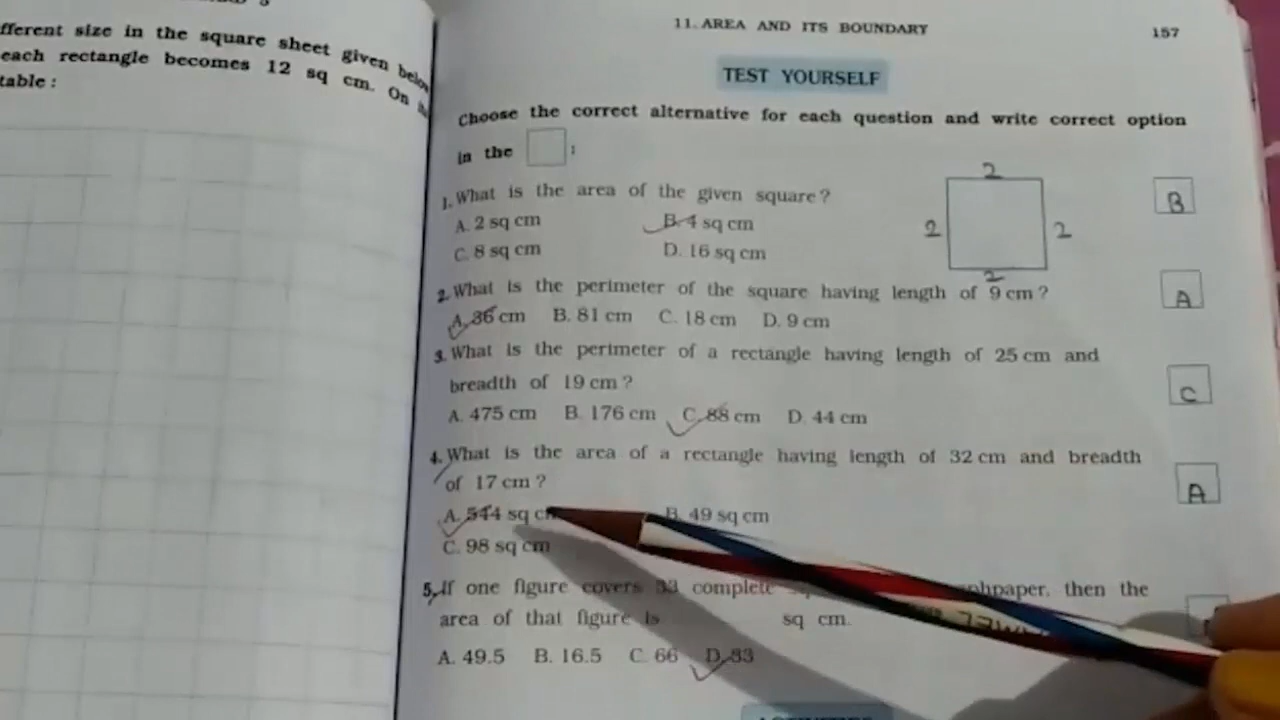 fferent size in the square sheet given below
each rectangle becomes 12 sq cm. On
table :
11. AREA AND ITS BOUNDARY
157
TEST YOURSELF
Choose the correct alternative for each question and write correct option
in the :
1. What is the area of the given square?
A. 2 sq cm B. 4 sq cm
C. 8 sq cm D. 16 sq cm
2
2 2
2
B
2. What is the perimeter of the square having length of 9 cm?
A
A. 36 cm B. 81 cm C. 18 cm D. 9 cm
3. What is the perimeter of a rectangle having length of 25 cm and
breadth of 19 cm?
C
A. 475 cm B. 176 cm C. 88 cm D. 44 cm
4. What is the area of a rectangle having length of 32 cm and breadth
of 17 cm?
A
A. 544 sq cm B. 49 sq cm
C. 98 sq cm
5. If one figure covers 33 complete phpaper, then the
area of that figure is sq cm.
A. 49.5 B. 16.5 C. 66 D. 33